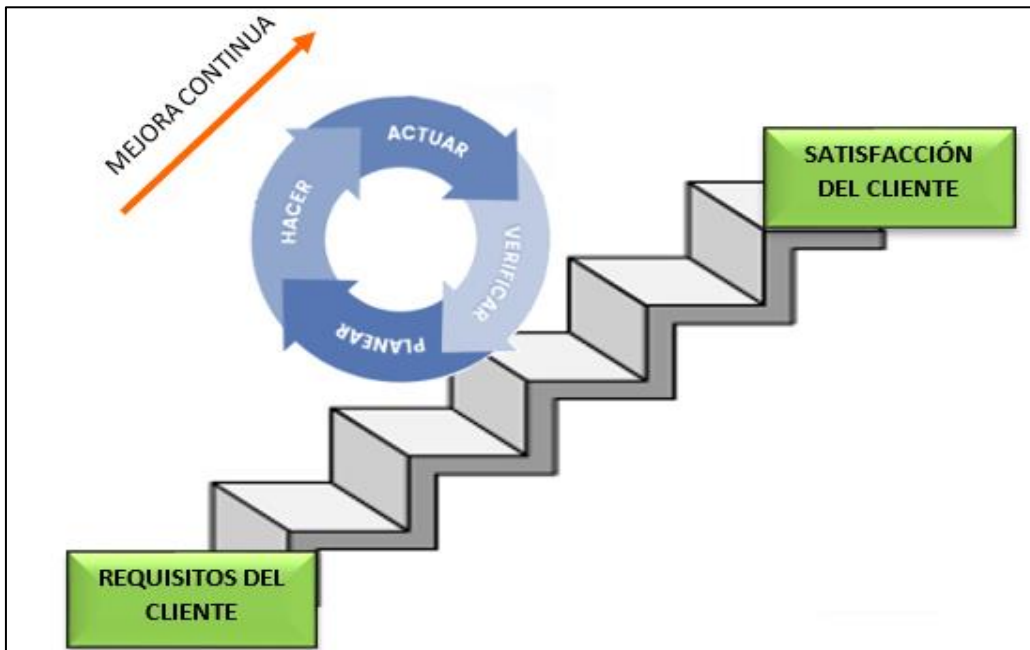 MEJORA CONTINUA
ACTUAR
HACER
VERIFICAR
PLANEAR
SATISFACCIÓN
DEL CLIENTE
REQUISITOS DEL
CLIENTE